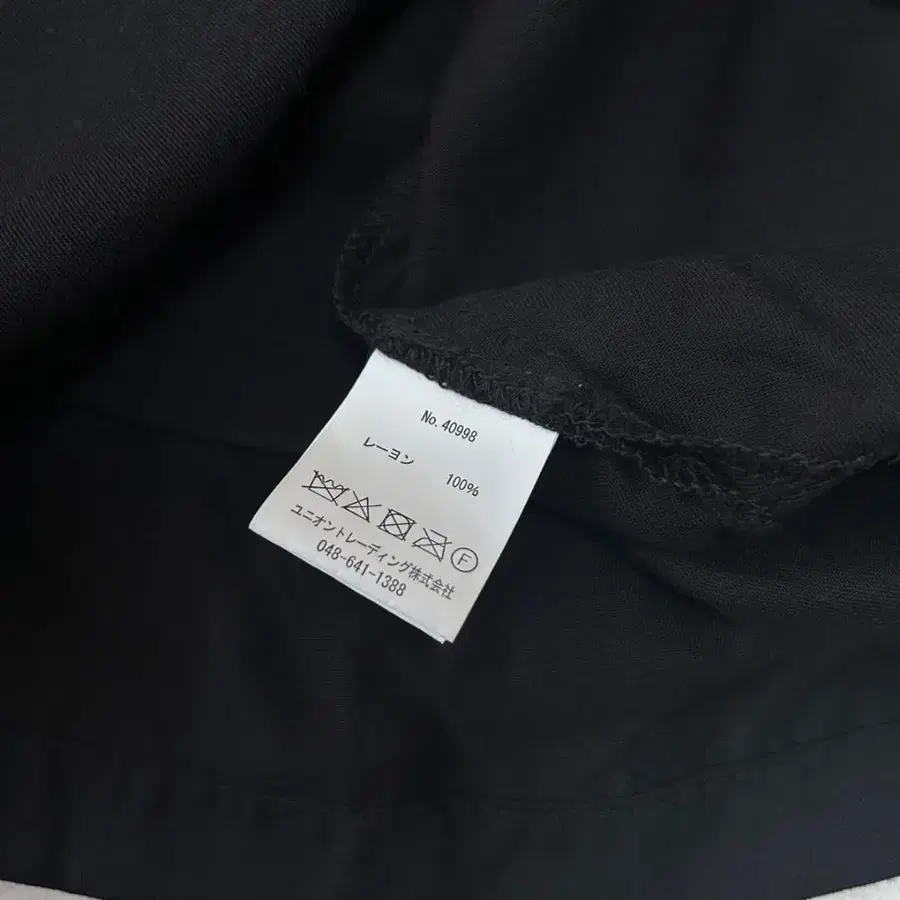 No. 40998
レーヨン 100%
F
ユニオントレーディング株式会社
048-641-1388